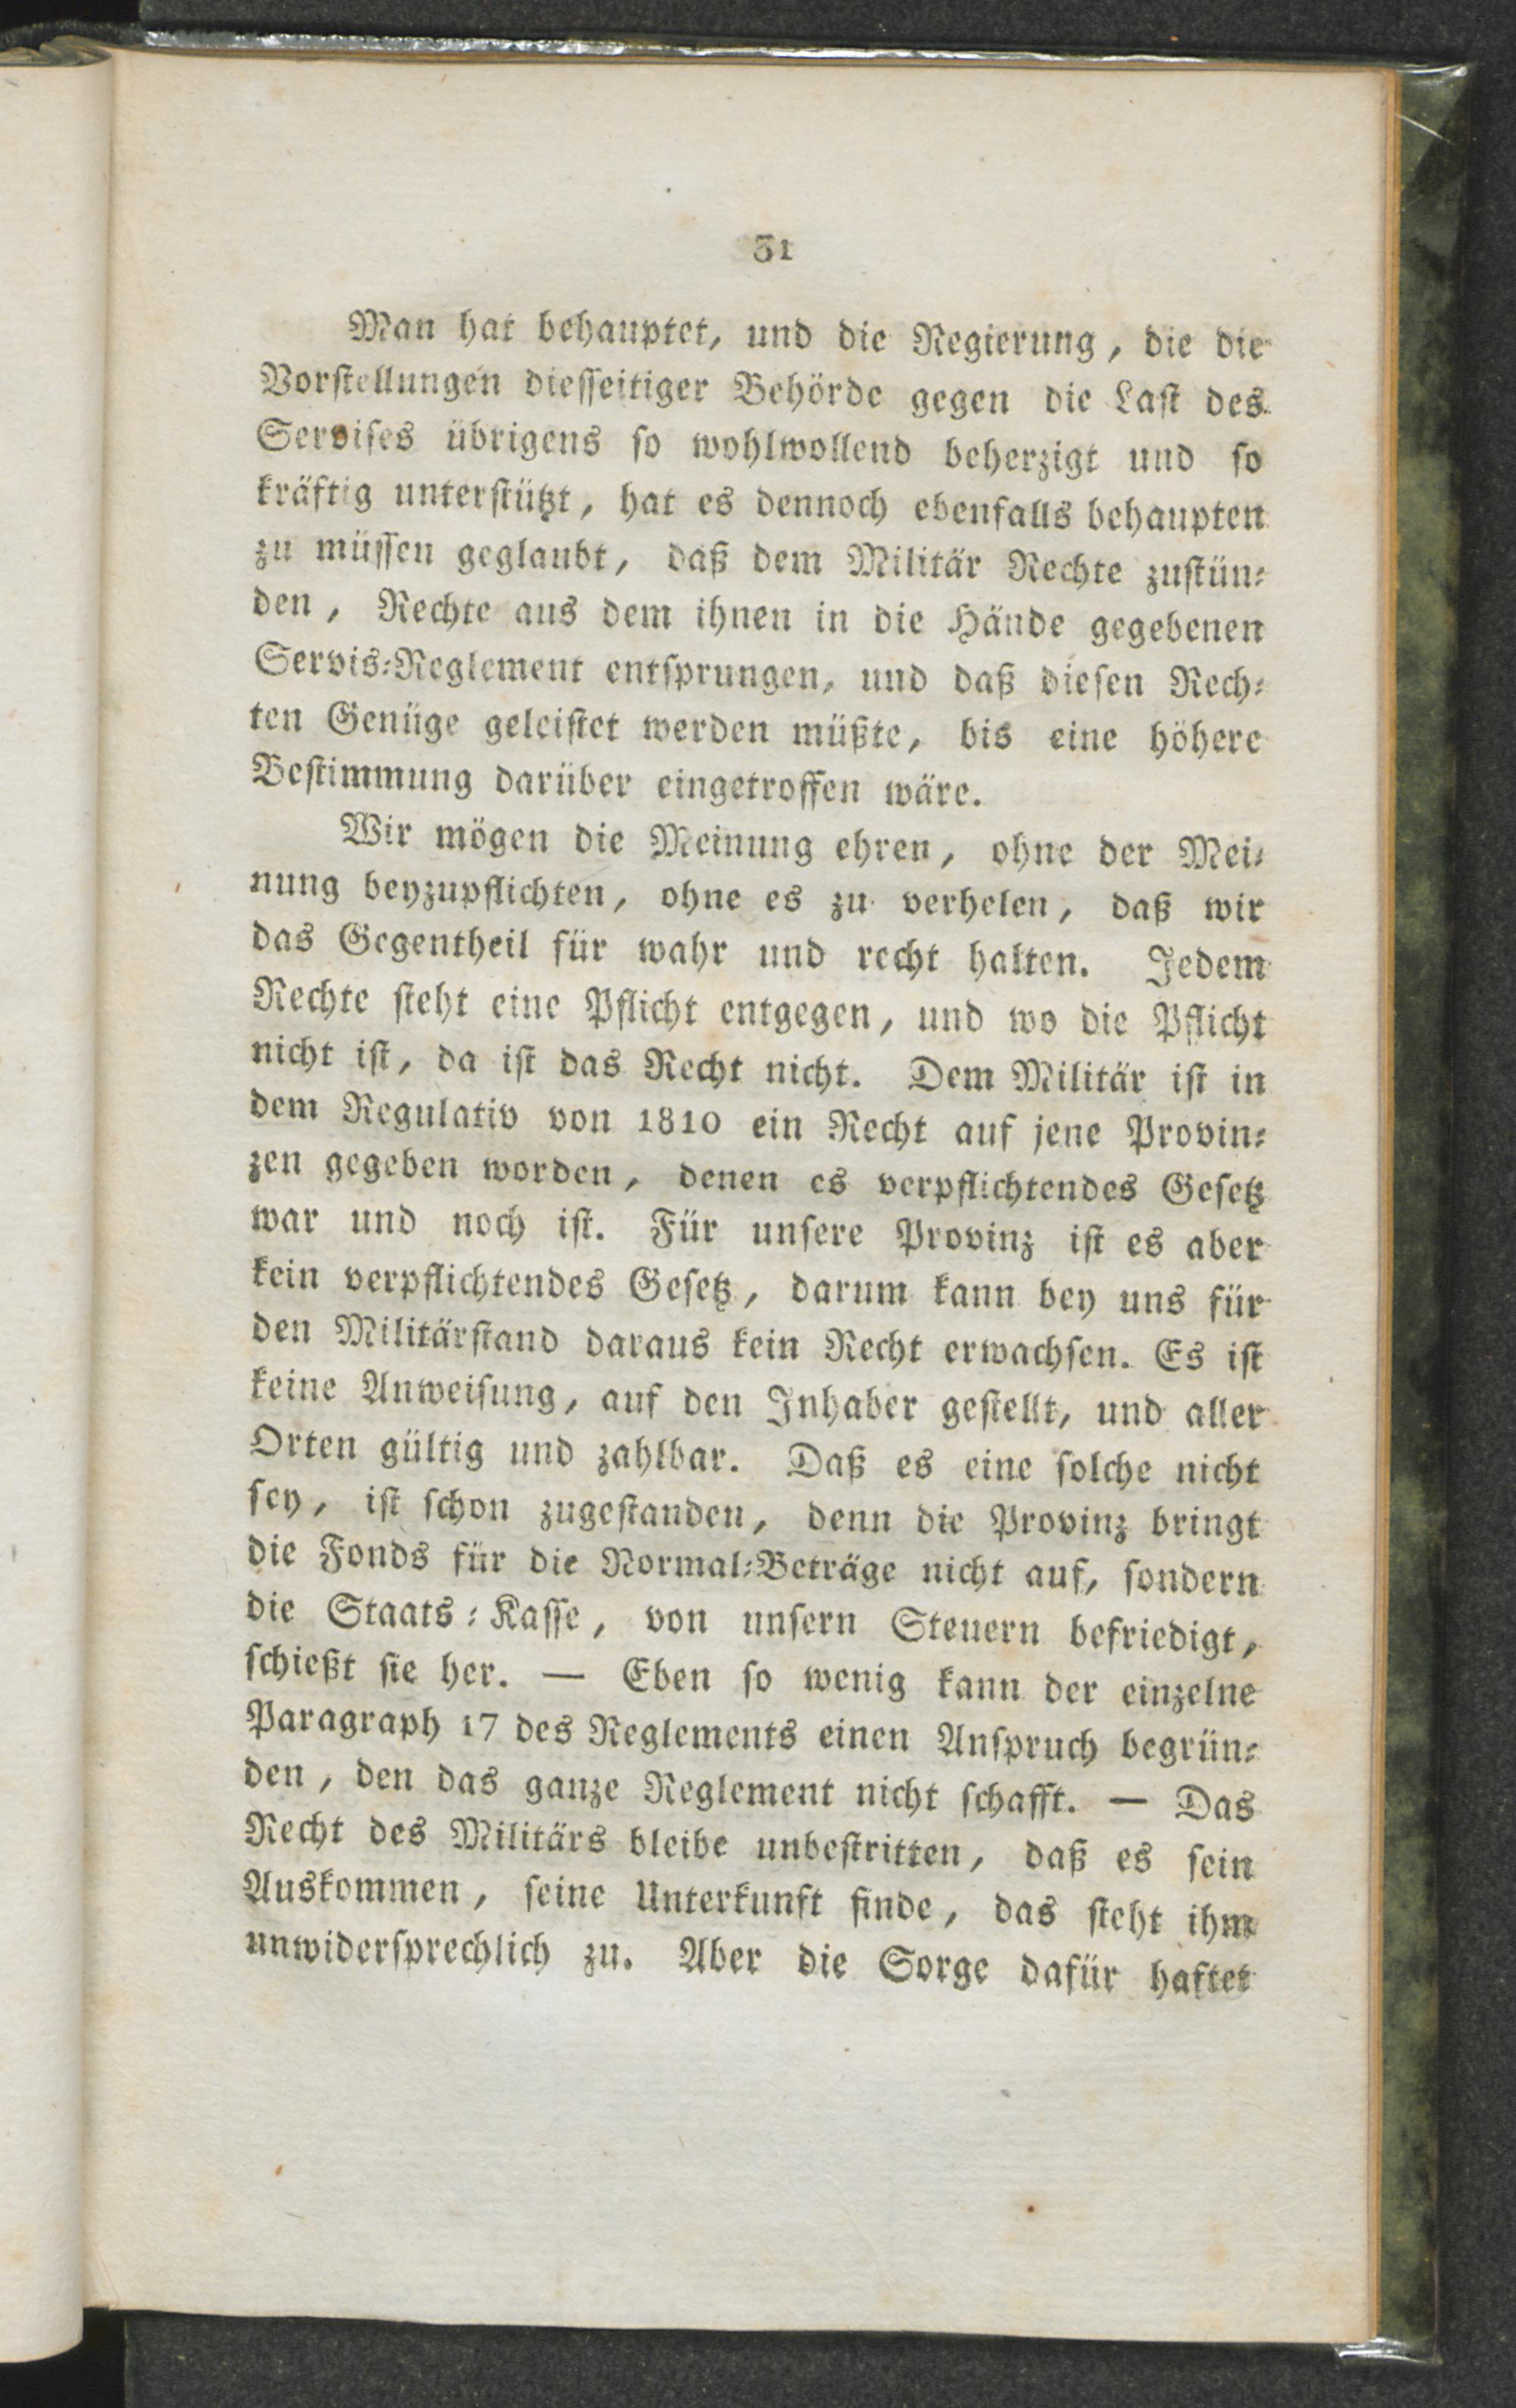 31
Man hat behauptet, und die Regierung, die die
Vorstellungen diesseitiger Behörde gegen die Last des
Servises übrigens so wohlwollend beherzigt und so
kräftig unterstützt, hat es dennoch ebenfalls behaupten
zu müssen geglaubt, daß dem Militär Rechte zustün⸗
den, Rechte aus dem ihnen in die Hände gegebenen
Servis⸗Reglement entsprungen, und daß diesen Rech⸗
ten Genüge geleistet werden müßte, bis eine höhere
Bestimmung darüber eingetroffen wäre.
Wir mögen die Meinung ehren, ohne der Mei⸗
nung beyzupflichten, ohne es zu verhelen, daß wir
das Gegentheil für wahr und recht halten. Jedem
Rechte steht eine Pflicht entgegen, und wo die Pflicht
nicht ist, da ist das Recht nicht. Dem Militär ist in
dem Regulativ von 1810 ein Recht auf jene Provin⸗
zen gegeben worden, denen es verpflichtendes Gesetz
war und noch ist. Für unsere Provinz ist es aber
kein verpflichtendes Gesetz, darum kann bey uns für
den Militärstand daraus kein Recht erwachsen. Es ist
keine Anweisung, auf den Inhaber gestellt, und aller
Orten gültig und zahlbar. Daß es eine solche nicht
sey, ist schon zugestanden, denn die Provinz bringt
die Fonds für die Normal⸗Beträge nicht auf, sondern
die Staats⸗Kasse, von unsern Steuern befriedigt,
schießt sie her. — Eben so wenig kann der einzelne
Paragraph 17 des Reglements einen Anspruch begrün⸗
den, den das ganze Reglement nicht schafft. — Das
Recht des Militärs bleibe unbestritten, daß es sein
Auskommen, seine Unterkunft finde, das steht ihm
unwidersprechlich zu. Aber die Sorge dafür haftet